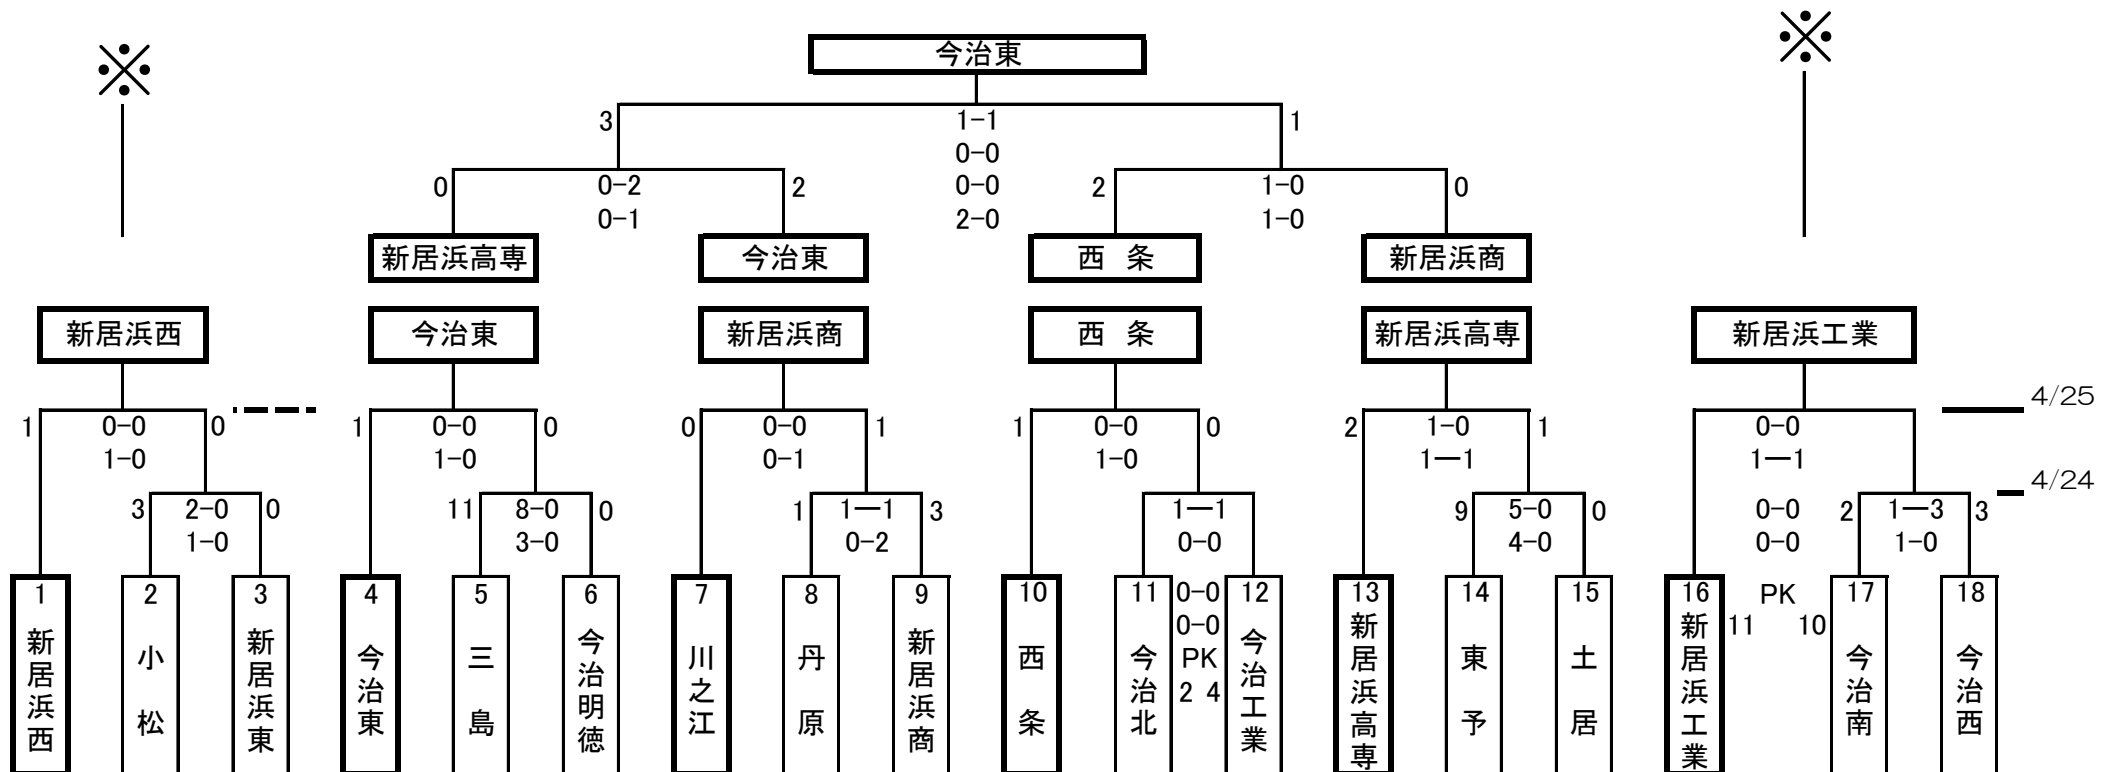 ※ ※
今治東
3 1-1 1
0-0
0 0-2 2 0-0 2 1-0 0
0-1 2-0 1-0
新居浜高専 今治東 西 条 新居浜商
新居浜西 今治東 新居浜商 西 条 新居浜高専 新居浜工業
4/25
1 0-0 0 1 0-0 0 0 0-0 1 1 0-0 0 2 1-0 1 0-0
1-0 1-0 0-1 1-0 1ー1 1ー1
4/24
3 2-0 0 11 8-0 0 1 1ー1 3 1ー1 9 5-0 0 0-0 2 1ー3 3
1-0 3-0 0-2 0-0 4-0 0-0 1-0
1 2 3 4 5 6 7 8 9 10 11 0-0 12 13 14 15 16 PK 17 18
0-0 11 10
PK
2 4
新居浜西
小松
新居浜東
今治東
三島
今治明徳
川之江
丹原
新居浜商
西条
今治北
今治工業
新居浜高専
東予
土居
新居浜工業
今治南
今治西